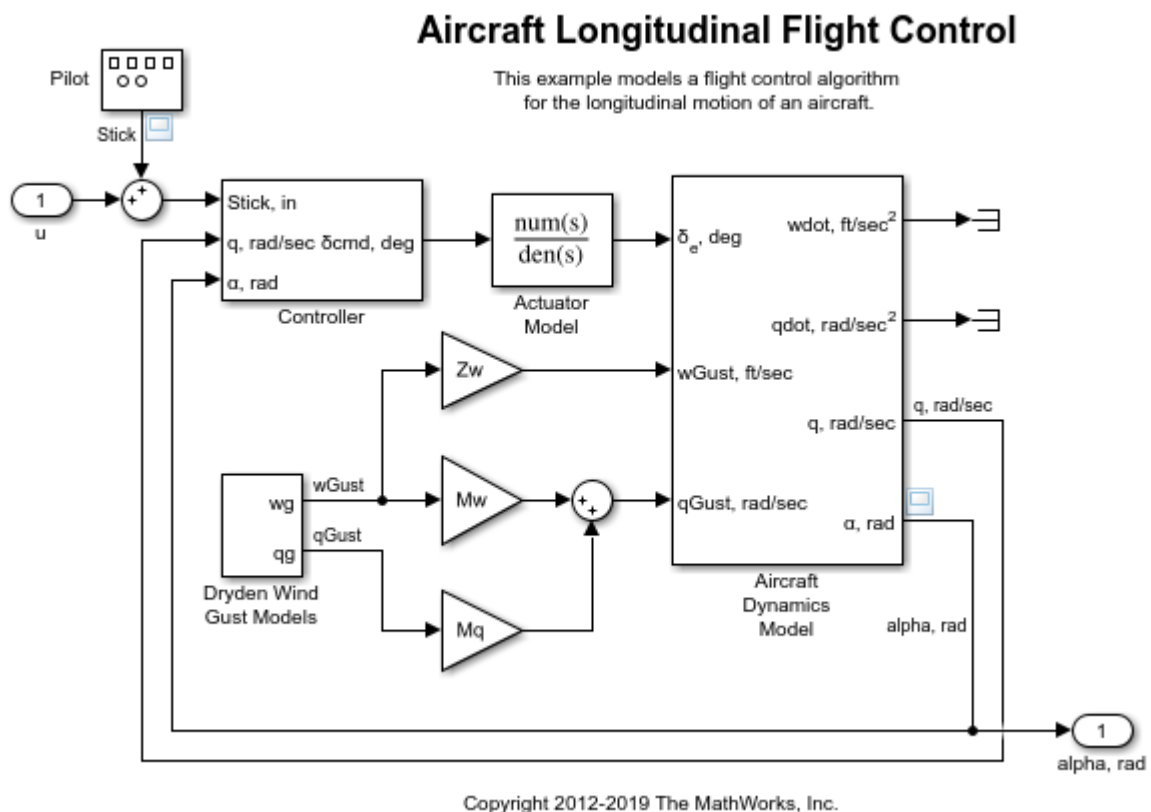 Aircraft Longitudinal Flight Control
This example models a flight control algorithm
for the longitudinal motion of an aircraft.
Pilot
Stick
1
u
Stick, in
q, rad/sec δcmd, deg
α, rad
Controller
num(s)
den(s)
Actuator
Model
δe, deg
wGust, ft/sec
qGust, rad/sec
wdot, ft/sec²
qdot, rad/sec²
q, rad/sec
α, rad
Aircraft
Dynamics
Model
q, rad/sec
alpha, rad
Zw
Mw
Mq
wg
qg
wGust
qGust
Dryden Wind
Gust Models
1
alpha, rad
Copyright 2012-2019 The MathWorks, Inc.